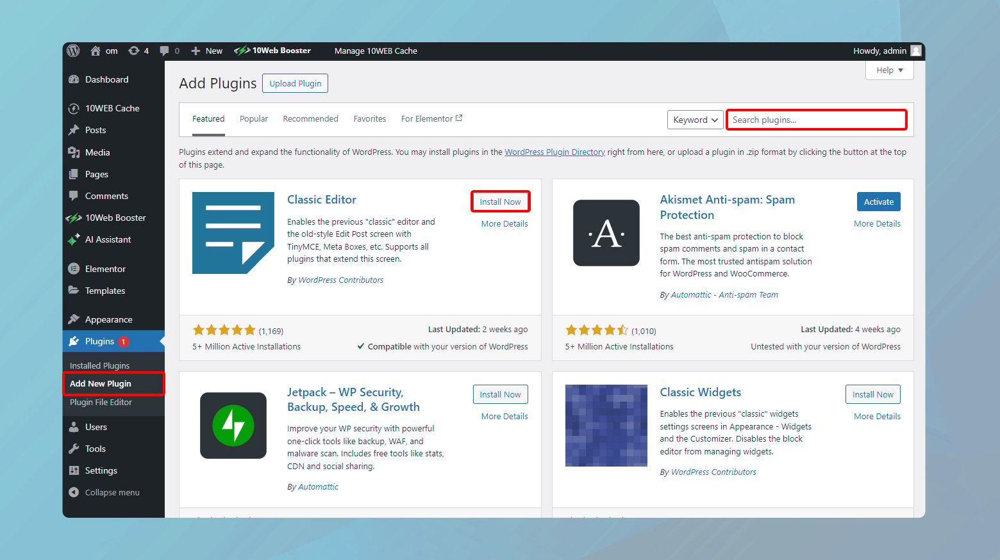 om 4 0 New 10Web Booster Manage 10WEB Cache Howdy, admin
Help
Dashboard
10WEB Cache
Posts
Media
Pages
Comments
10Web Booster
AI Assistant
Elementor
Templates
Appearance
Plugins 1
Installed Plugins
Add New Plugin
Plugin File Editor
Users
Tools
Settings
Collapse menu
Add Plugins Upload Plugin
Featured Popular Recommended Favorites For Elementor Keyword Search plugins...
Plugins extend and expand the functionality of WordPress. You may install plugins in the WordPress Plugin Directory right from here, or upload a plugin in .zip format by clicking the button at the top
of this page.
Classic Editor
Install Now
More Details
Enables the previous "classic" editor and
the old-style Edit Post screen with
TinyMCE, Meta Boxes, etc. Supports all
plugins that extend this screen.
By WordPress Contributors
(1,169) Last Updated: 2 weeks ago
5+ Million Active Installations Compatible with your version of WordPress
·A·
Akismet Anti-spam: Spam
Protection
Activate
More Details
The best anti-spam protection to block
spam comments and spam in a contact
form. The most trusted antispam solution
for WordPress and WooCommerce.
By Automattic - Anti-spam Team
(1,010) Last Updated: 4 weeks ago
5+ Million Active Installations Untested with your version of WordPress
Jetpack – WP Security,
Backup, Speed, & Growth
Install Now
More Details
Improve your WP security with powerful
one-click tools like backup, WAF, and
malware scan. Includes free tools like stats,
CDN and social sharing.
By Automattic
Classic Widgets
Install Now
More Details
Enables the previous "classic" widgets
settings screens in Appearance - Widgets
and the Customizer. Disables the block
editor from managing widgets.
By WordPress Contributors